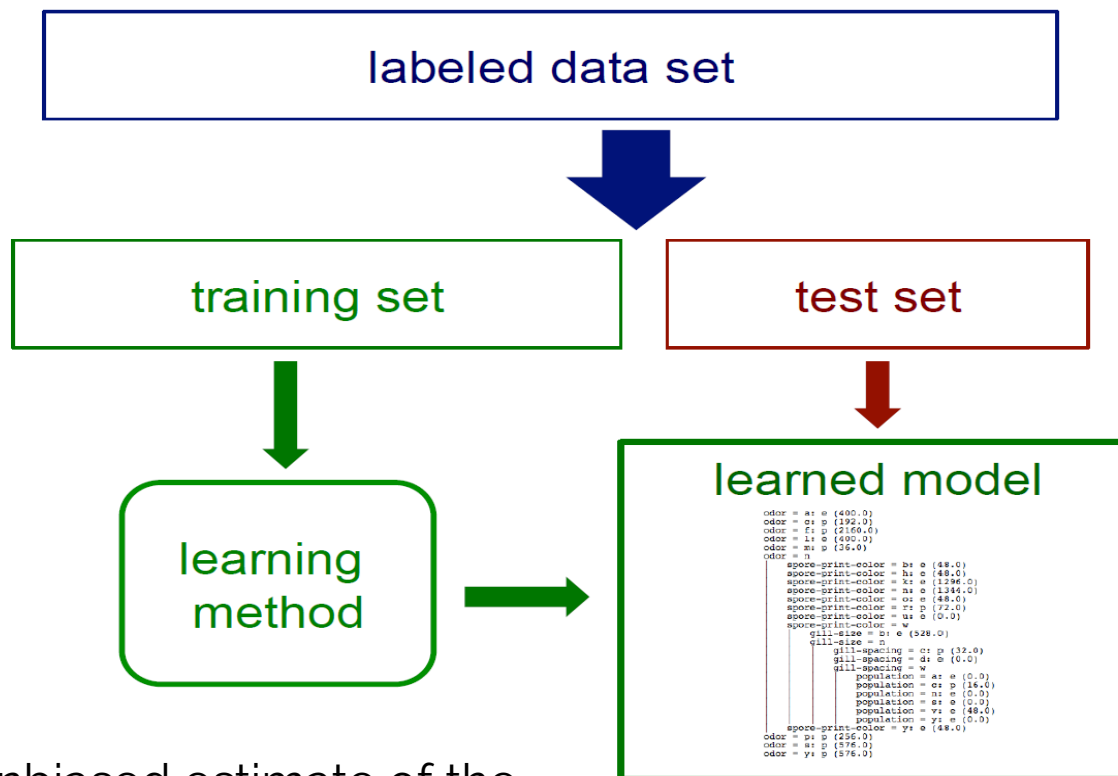 labeled data set
training set
test set
learning
method
learned model
odor = a: e (400.0)
odor = c: p (192.0)
odor = f: p (2160.0)
odor = l: e (400.0)
odor = m: p (36.0)
odor = n
spore-print-color = b: e (48.0)
spore-print-color = h: e (48.0)
spore-print-color = k: e (1296.0)
spore-print-color = n: e (1344.0)
spore-print-color = o: e (48.0)
spore-print-color = r: p (72.0)
spore-print-color = u: e (0.0)
spore-print-color = w
gill-size = b: e (528.0)
gill-size = n
gill-spacing = c: p (32.0)
gill-spacing = d: e (0.0)
gill-spacing = w
population = a: e (0.0)
population = c: p (16.0)
population = n: e (0.0)
population = s: e (0.0)
population = v: e (48.0)
population = y: e (0.0)
spore-print-color = y: e (48.0)
odor = p: p (256.0)
odor = s: p (576.0)
odor = y: p (576.0)
estimate of the